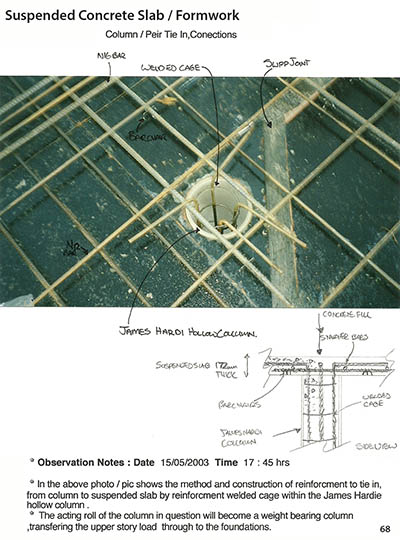 Suspended Concrete Slab / Formwork
Column / Peir Tie In,Conections
NIG BAR
WELDED CAGE
SLIPP JOINT
BARCHAIR
JAMES HARDI HOLLOW COLUMN
CONCRETE FILL
STARTER BARS
SUSPENDED SLAB 172mm
THICK
BARCHAIRS
WELDED
CAGE
JAMES HARDI
COLUMN
SIDE VIEW
* Observation Notes : Date 15/05/2003 Time 17 : 45 hrs
* In the above photo / pic shows the method and construction of reinforcment to tie in,
from column to suspended slab by reinforcment welded cage within the James Hardie
hollow column .
* The acting roll of the column in question will become a weight bearing column
,transfering the upper story load through to the foundations.
68